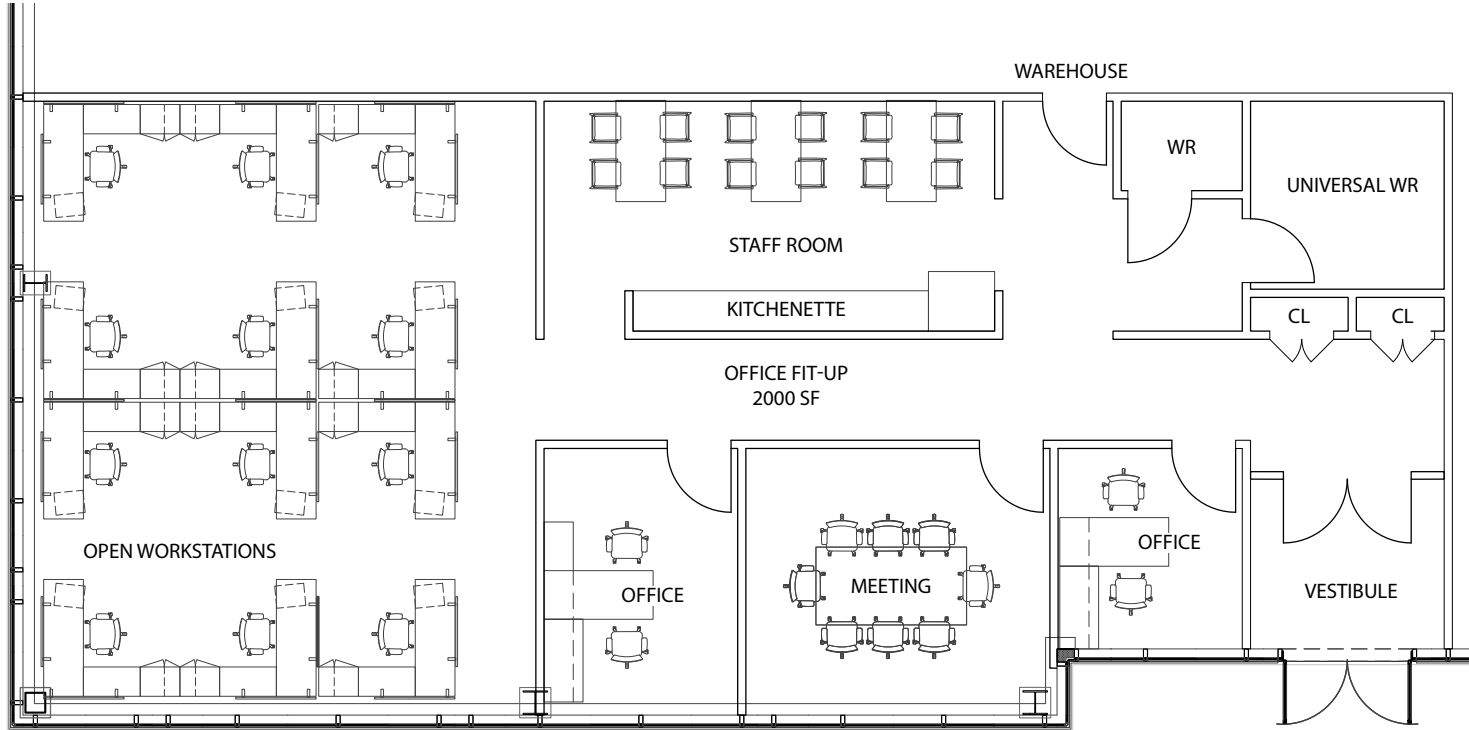 WAREHOUSE
WR
UNIVERSAL WR
STAFF ROOM
KITCHENETTE
CL
CL
OFFICE FIT-UP
2000 SF
OPEN WORKSTATIONS
OFFICE
MEETING
OFFICE
VESTIBULE